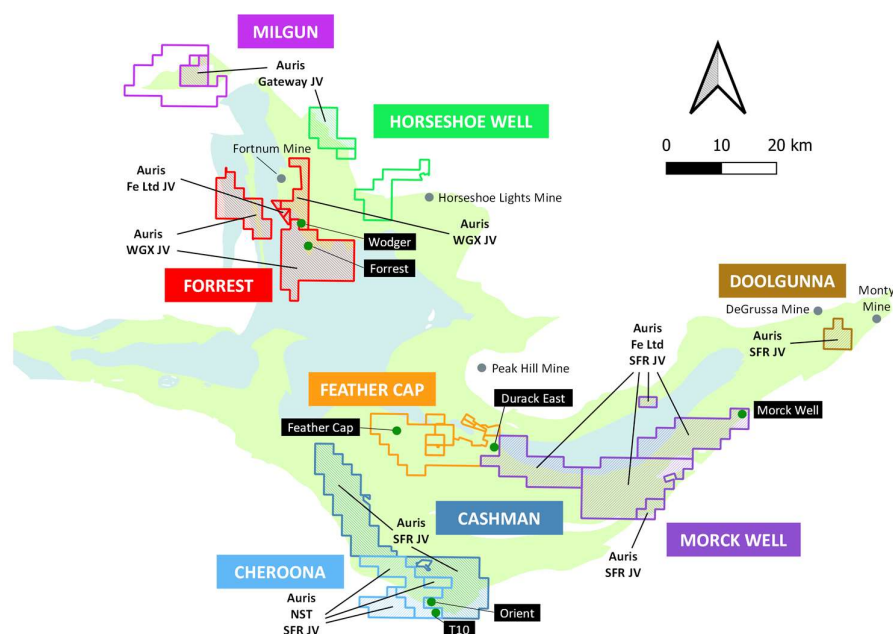 MILGUN
Auris
Gateway JV
HORSESHOE WELL
Fortnum Mine
Auris
Fe Ltd JV
Horseshoe Lights Mine
Auris
WGX JV
Auris
WGX JV
Wodger
Forrest
FORREST
0 10 20 km
DOOLGUNNA
Monty
Mine
DeGrussa Mine
Auris
Fe Ltd
SFR JV
Auris
SFR JV
Peak Hill Mine
FEATHER CAP
Durack East
Feather Cap
Morck Well
Auris
SFR JV
CASHMAN
MORCK WELL
Auris
SFR JV
CHEROONA
Auris
NST
SFR JV
Orient
T10